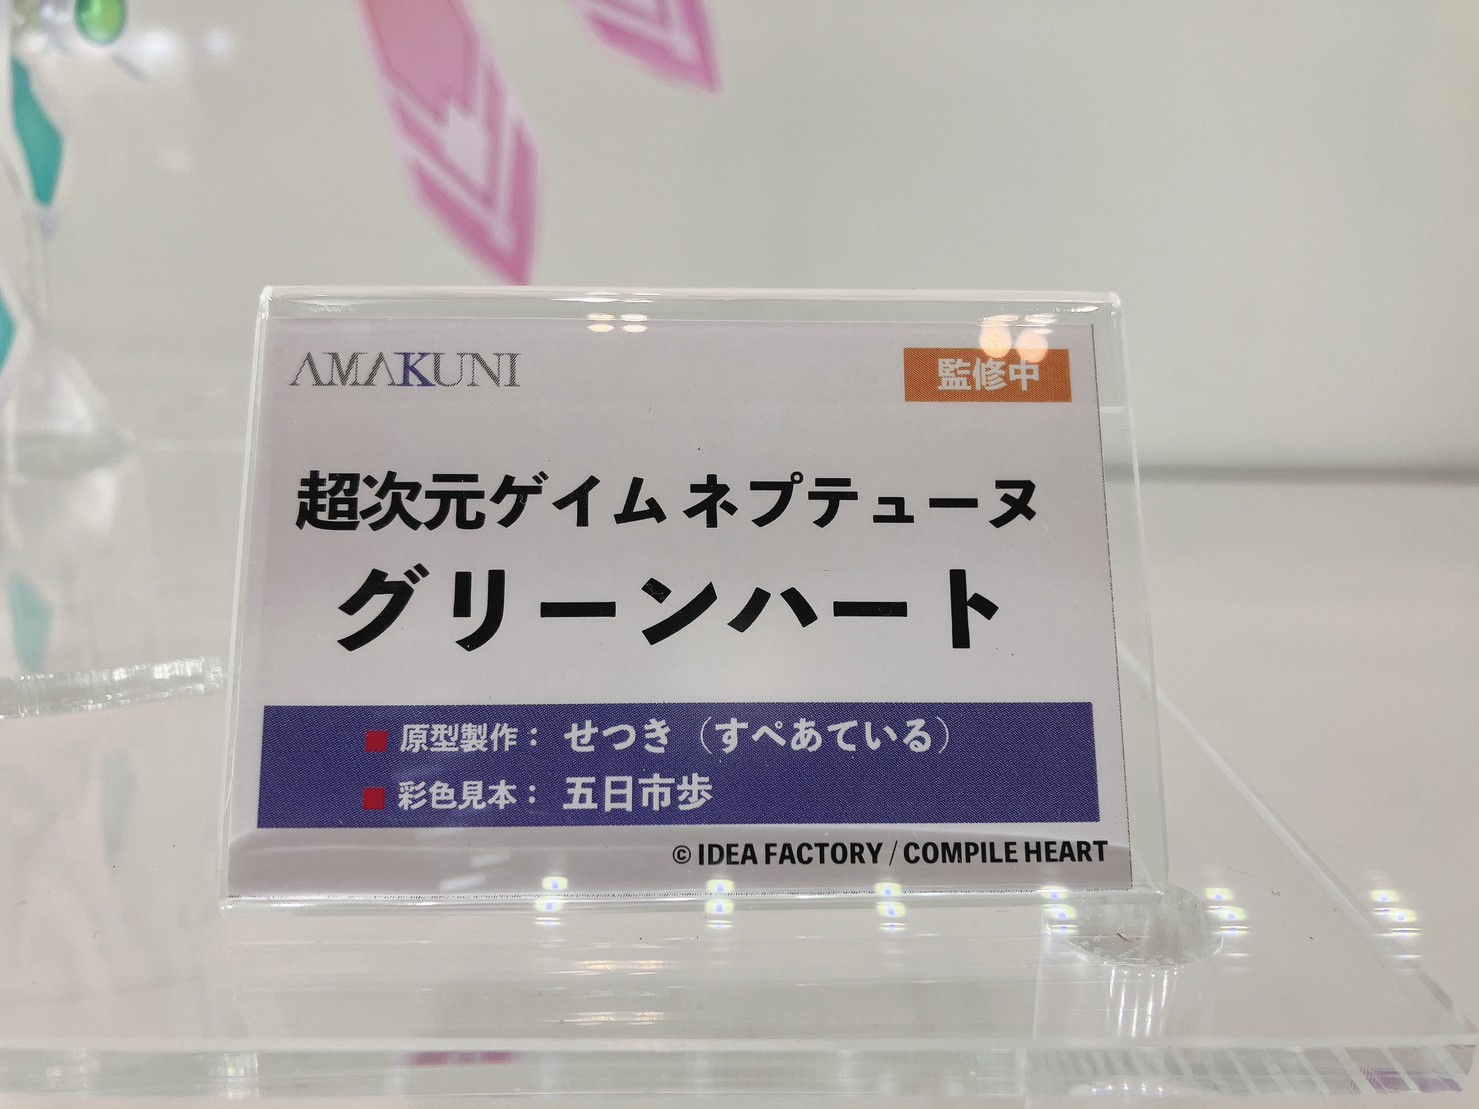 AMAKUNI
監修中
超次元ゲイム ネプテューヌ
グリーンハート
■ 原型製作： せつき（すぺあている）
■ 彩色見本： 五日市歩
© IDEA FACTORY / COMPILE HEART